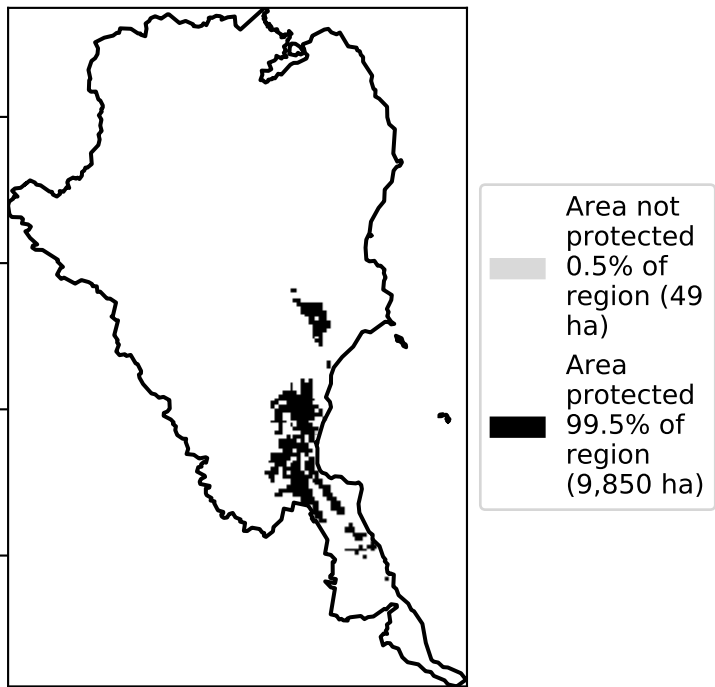 Area not
protected
0.5% of
region (49
ha)
Area
protected
99.5% of
region
(9,850 ha)